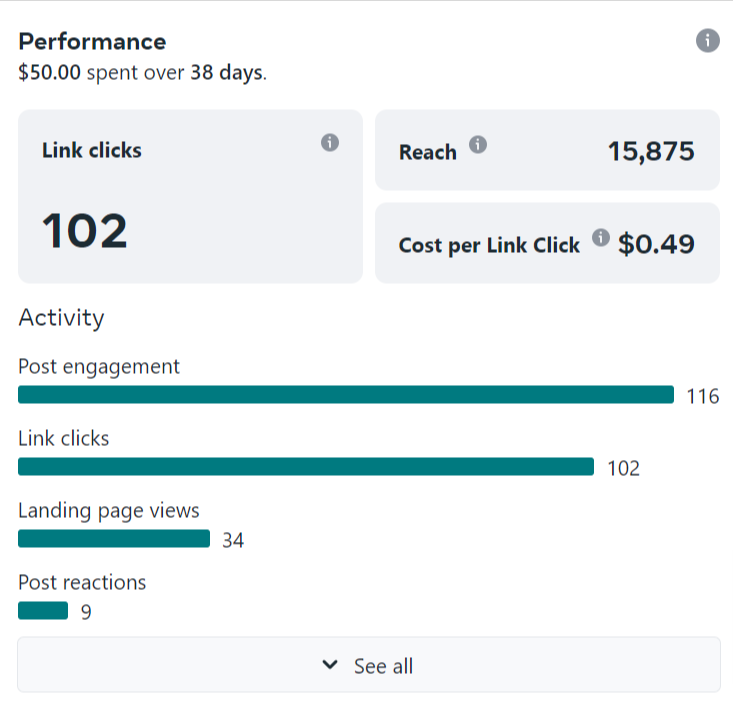 Performance
$50.00 spent over 38 days.
Link clicks
102
Reach 15,875
Cost per Link Click $0.49
Activity
Post engagement
116
Link clicks
102
Landing page views
34
Post reactions
9
See all